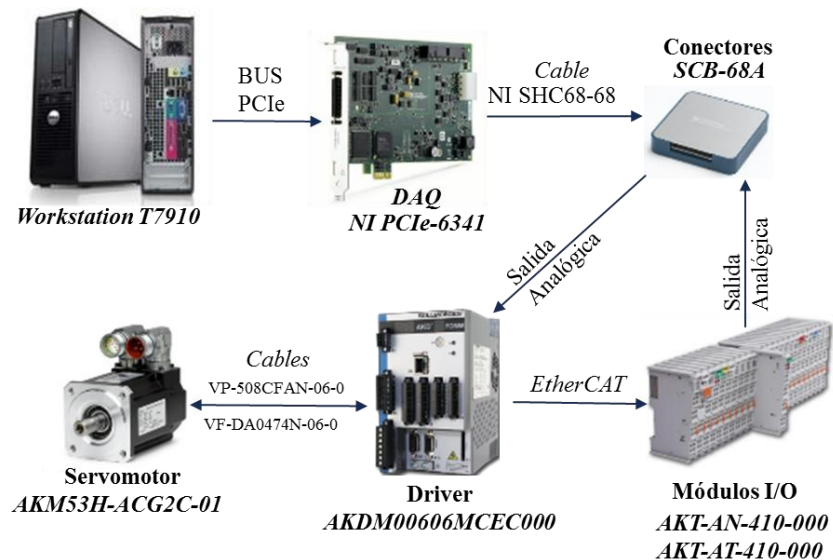 BUS
PCIe
Cable
NI SHC68-68
Conectores
SCB-68A
Workstation T7910
DAQ
NI PCIe-6341
Salida
Analógica
Salida
Analógica
Cables
VP-508CFAN-06-0
VF-DA0474N-06-0
EtherCAT
Servomotor
AKM53H-ACG2C-01
Driver
AKDM00606MCEC000
Módulos I/O
AKT-AN-410-000
AKT-AT-410-000